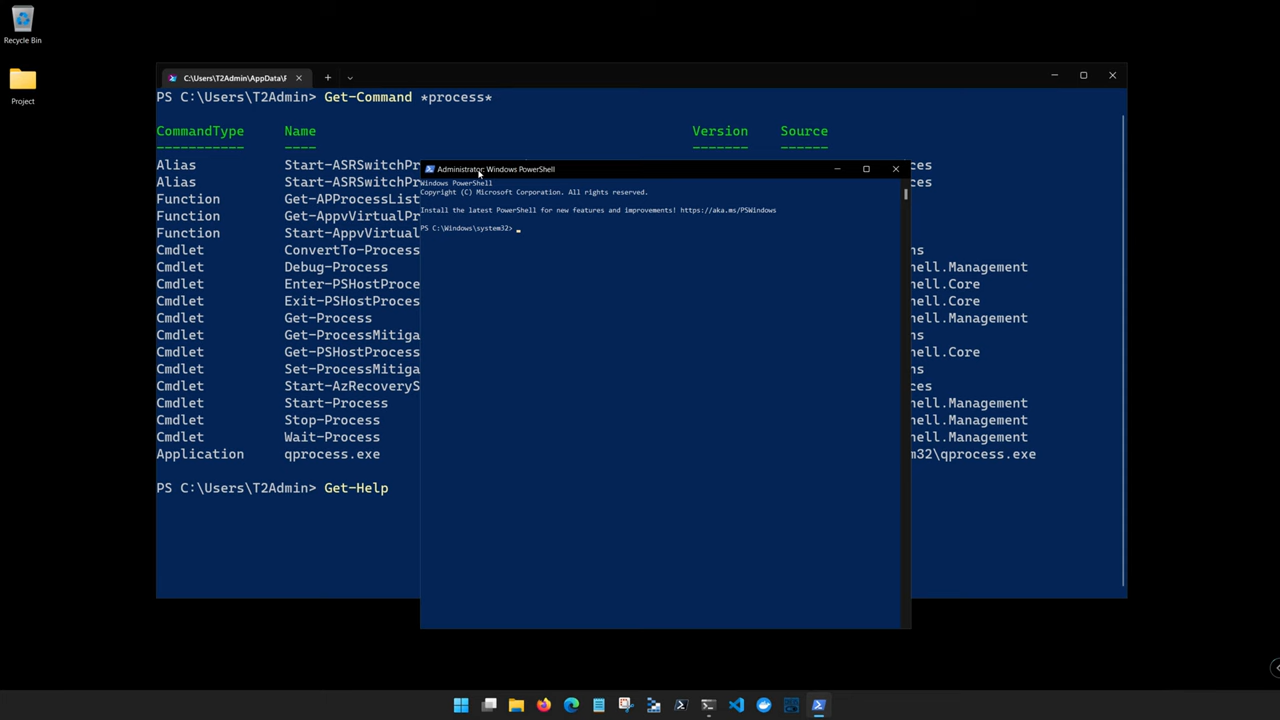 Recycle Bin
Project
C:\Users\T2Admin\AppData\F
PS C:\Users\T2Admin> Get-Command *process*
CommandType Name Version Source
----------- ---- ------- ------
Alias Start-ASRSwitchPr ces
Alias Start-ASRSwitchPr ces
Function Get-APProcessList
Function Get-AppvVirtualPr
Function Start-AppvVirtual
Cmdlet ConvertTo-Process ns
Cmdlet Debug-Process hell.Management
Cmdlet Enter-PSHostProce hell.Core
Cmdlet Exit-PSHostProces hell.Core
Cmdlet Get-Process hell.Management
Cmdlet Get-ProcessMitiga ns
Cmdlet Get-PSHostProcess hell.Core
Cmdlet Set-ProcessMitiga ns
Cmdlet Start-AzRecoveryS ces
Cmdlet Start-Process hell.Management
Cmdlet Stop-Process hell.Management
Cmdlet Wait-Process hell.Management
Application qprocess.exe m32\qprocess.exe
PS C:\Users\T2Admin> Get-Help
Administrator: Windows PowerShell
Windows PowerShell
Copyright (C) Microsoft Corporation. All rights reserved.
Install the latest PowerShell for new features and improvements! https://aka.ms/PSWindows
PS C:\Windows\system32> _